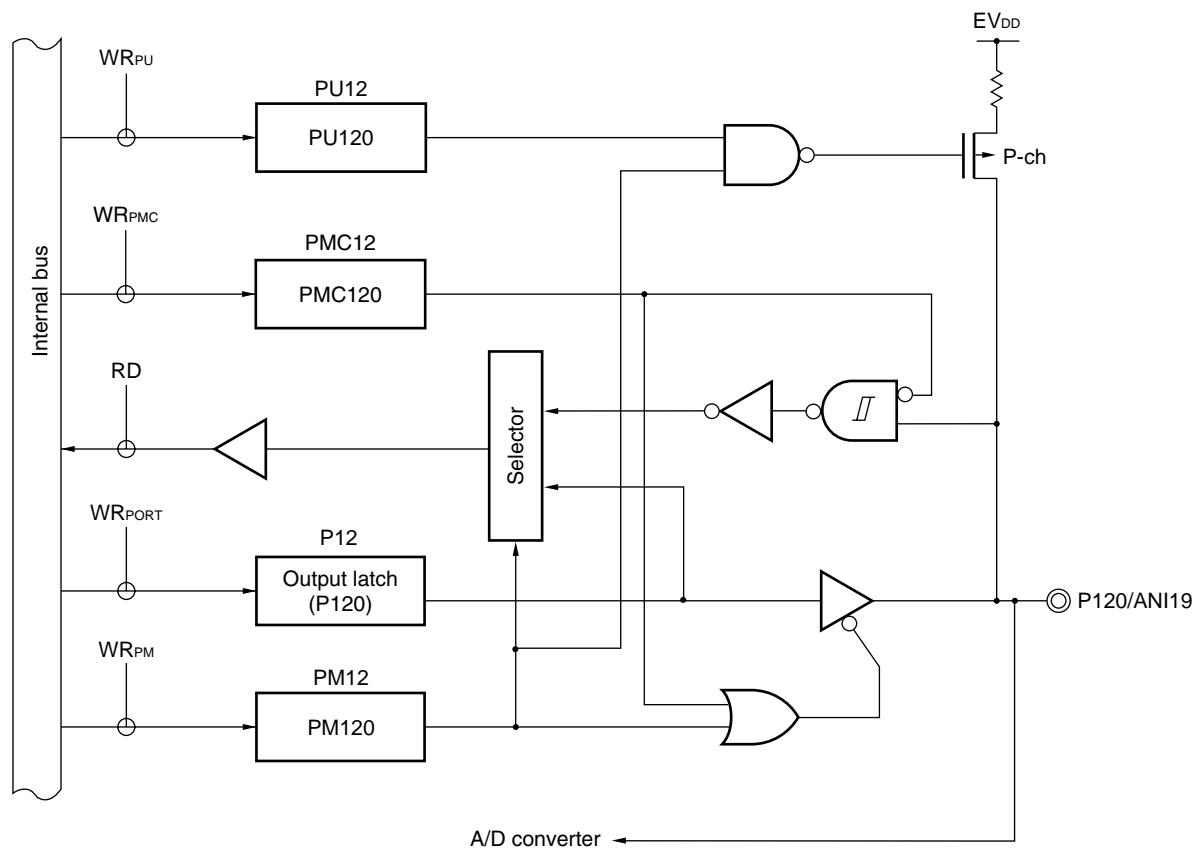 EVDD
WRPU
PU12
PU120
P-ch
WRPMC
PMC12
PMC120
Internal bus
RD
Selector
WRPORT
P12
Output latch
(P120)
P120/ANI19
WRPM
PM12
PM120
A/D converter